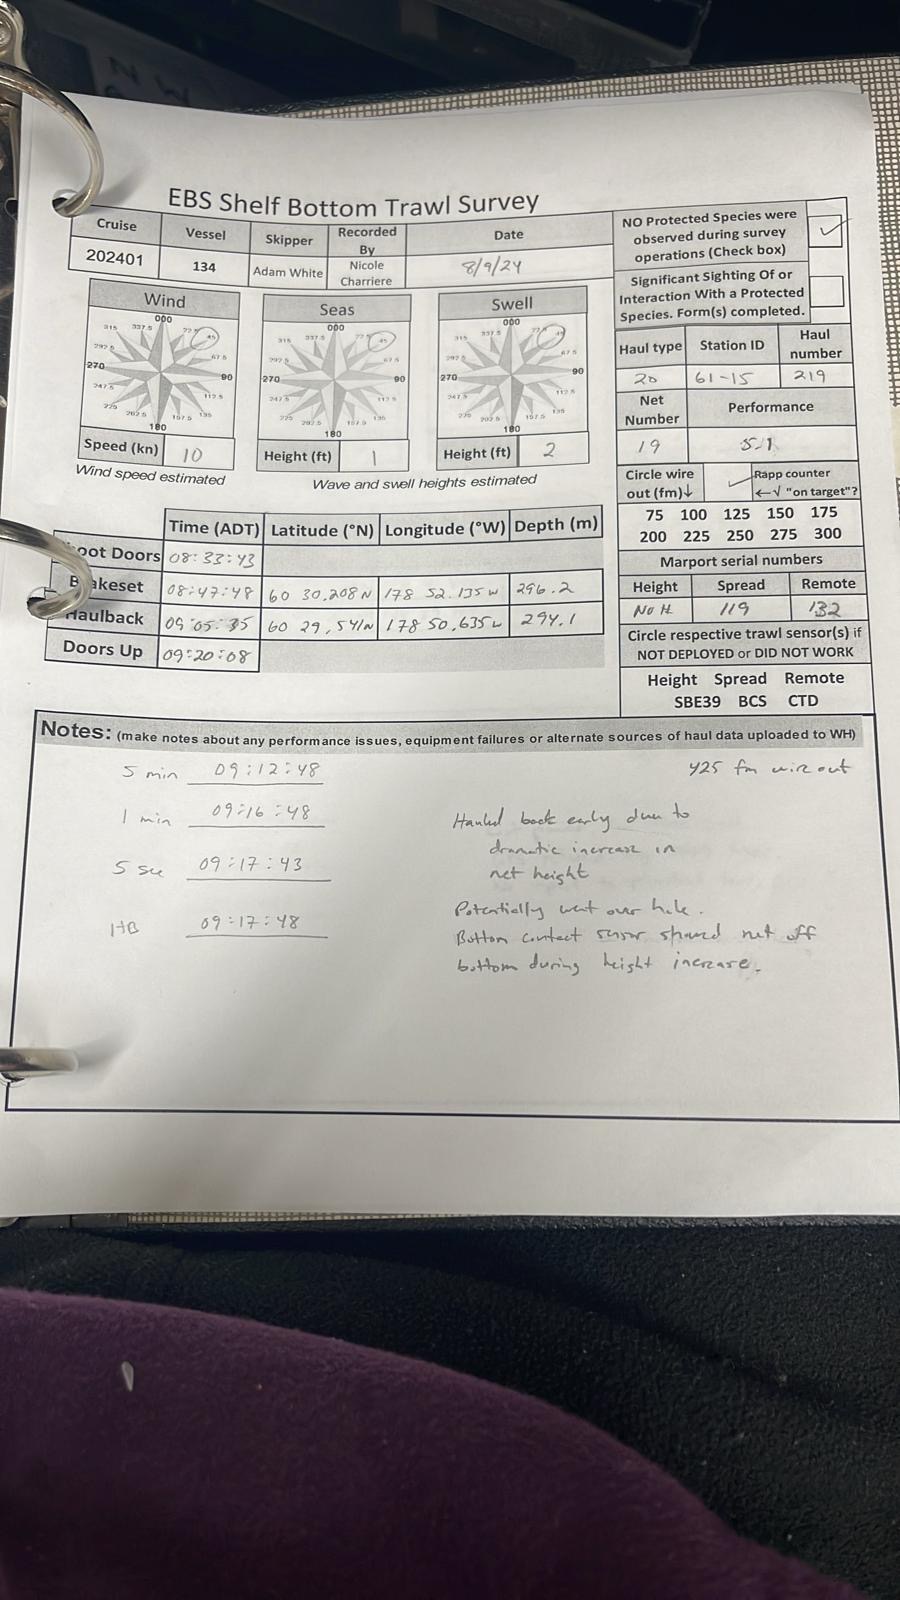 EBS Shelf Bottom Trawl Survey
Cruise Vessel Skipper Recorded By Date
202401 134 Adam White Nicole Charriere 8/9/24
NO Protected Species were
observed during survey
operations (Check box)
Significant Sighting Of or
Interaction With a Protected
Species. Form(s) completed.
Wind Seas Swell
000 45 67.5 90 112.5 135 157.5 180 202.5 225 247.5 270 292.5 315 337.5
000 45 67.5 90 112.5 135 157.5 180 202.5 225 247.5 270 292.5 315 337.5
000 45 67.5 90 112.5 135 157.5 180 202.5 225 247.5 270 292.5 315 337.5
Speed (kn) 10 Height (ft) 1 Height (ft) 2
Wind speed estimated
Wave and swell heights estimated
Haul type Station ID Haul number
20 61-15 219
Net Number Performance
19 5.1
Circle wire
out (fm)↓
Rapp counter
←√ "on target"?
75 100 125 150 175
200 225 250 275 300
Marport serial numbers
Height Spread Remote
No H 119 132
Circle respective trawl sensor(s) if
NOT DEPLOYED or DID NOT WORK
Height Spread Remote
SBE39 BCS CTD
Time (ADT) Latitude (°N) Longitude (°W) Depth (m)
oot Doors 08:33:43
B akeset 08:47:48 60 30.208N 178 52.135W 296.2
Haulback 09:05:35 60 29.541N 178 50.635W 294.1
Doors Up 09:20:08
Notes: (make notes about any performance issues, equipment failures or alternate sources of haul data uploaded to WH)
5 min 09:12:48
1 min 09:16:48
5 sec 09:17:43
HB 09:17:48
425 fm wire out
Hauled back early due to
dramatic increase in
net height
Potentially went over hole.
Bottom contact sensor showed net off
bottom during height increase.